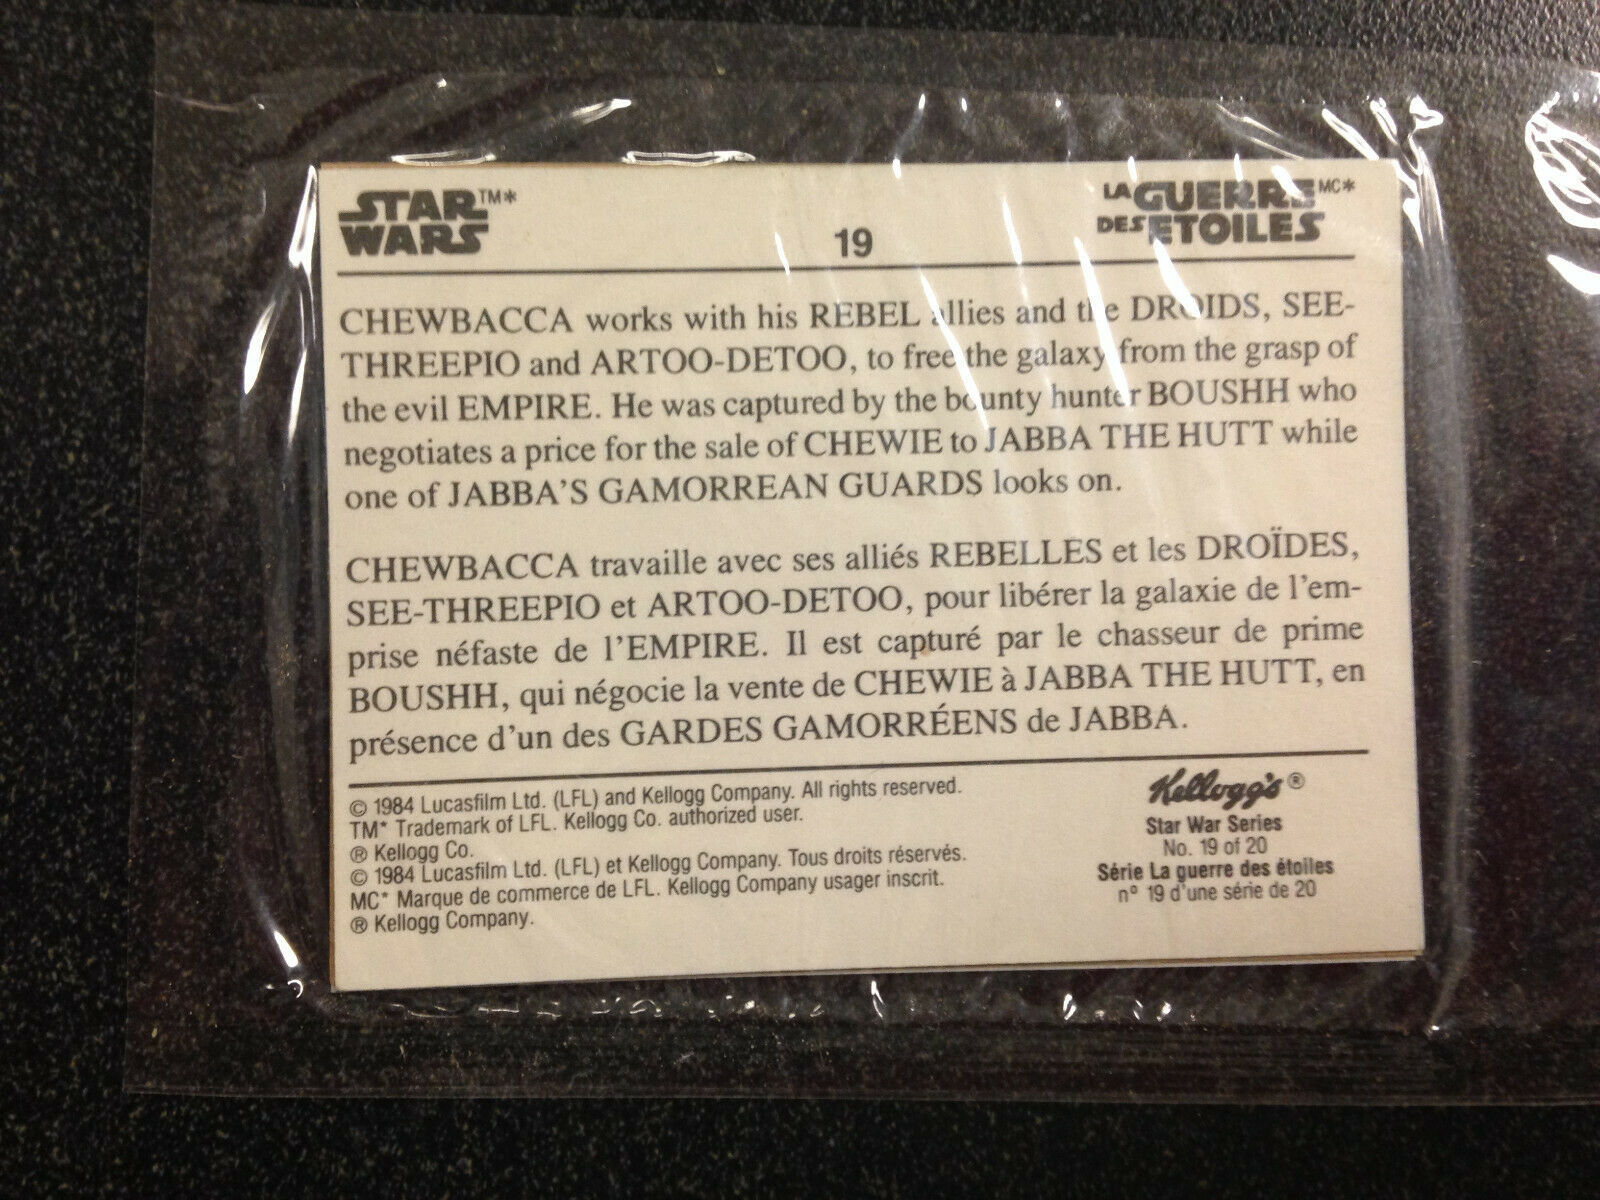 STAR™*
WARS
19
LA GUERRE MC*
DES ETOILES
CHEWBACCA works with his REBEL allies and the DROIDS, SEE-
THREEPIO and ARTOO-DETOO, to free the galaxy from the grasp of
the evil EMPIRE. He was captured by the bounty hunter BOUSHH who
negotiates a price for the sale of CHEWIE to JABBA THE HUTT while
one of JABBA'S GAMORREAN GUARDS looks on.
CHEWBACCA travaille avec ses alliés REBELLES et les DROÏDES,
SEE-THREEPIO et ARTOO-DETOO, pour libérer la galaxie de l'em-
prise néfaste de l'EMPIRE. Il est capturé par le chasseur de prime
BOUSHH, qui négocie la vente de CHEWIE à JABBA THE HUTT, en
présence d'un des GARDES GAMORRÉENS de JABBA.
© 1984 Lucasfilm Ltd. (LFL) and Kellogg Company. All rights reserved.
TM* Trademark of LFL. Kellogg Co. authorized user.
® Kellogg Co.
© 1984 Lucasfilm Ltd. (LFL) et Kellogg Company. Tous droits réservés.
MC* Marque de commerce de LFL. Kellogg Company usager inscrit.
® Kellogg Company.
Kellogg's®
Star War Series
No. 19 of 20
Série La guerre des étoiles
nº 19 d'une série de 20